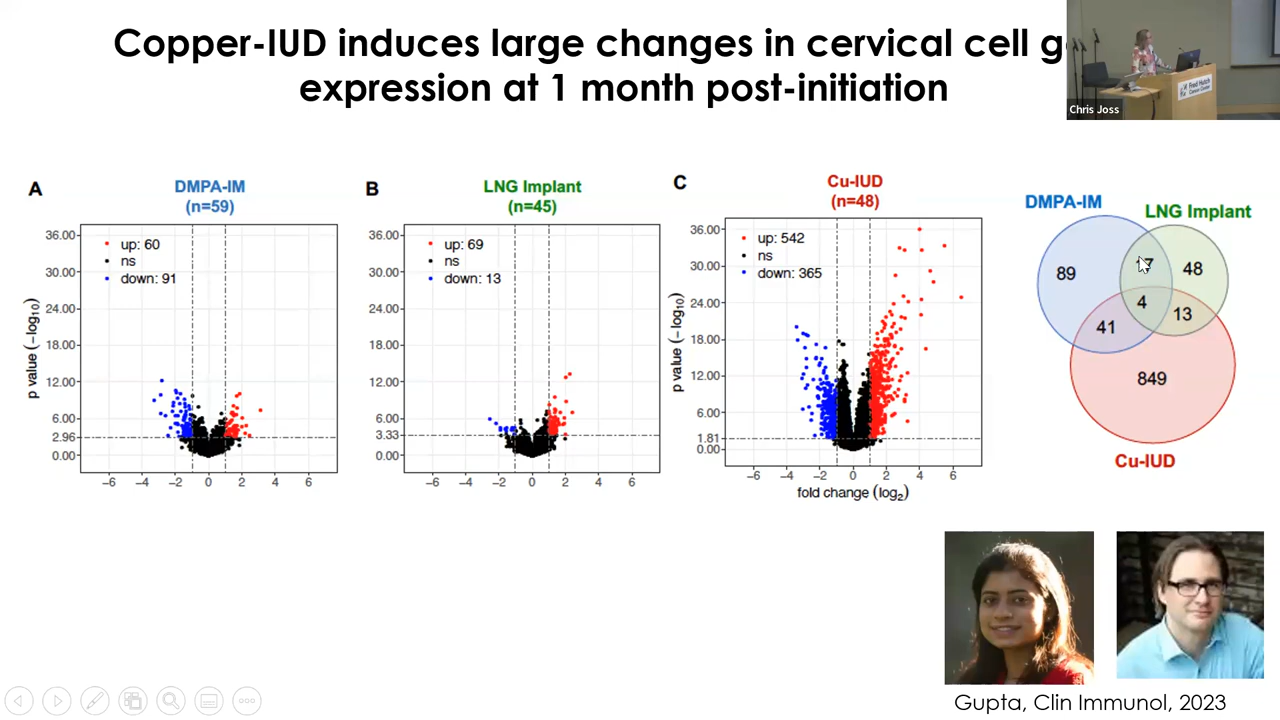 Copper-IUD induces large changes in cervical cell
expression at 1 month post-initiation
Chris Joss
Fred Hutch
Cancer Center
A
DMPA-IM
(n=59)
up: 60
ns
down: 91
36.00
30.00
24.00
18.00
12.00
6.00
2.96
0.00
p value (−log10)
−6 −4 −2 0 2 4 6
B
LNG Implant
(n=45)
up: 69
ns
down: 13
36.00
30.00
24.00
18.00
12.00
6.00
3.33
0.00
−6 −4 −2 0 2 4 6
C
Cu-IUD
(n=48)
up: 542
ns
down: 365
36.00
30.00
24.00
18.00
12.00
6.00
1.81
0.00
p value (−log10)
−6 −4 −2 0 2 4 6
fold change (log2)
DMPA-IM
LNG Implant
89
48
4
41
13
849
Cu-IUD
Gupta, Clin Immunol, 2023